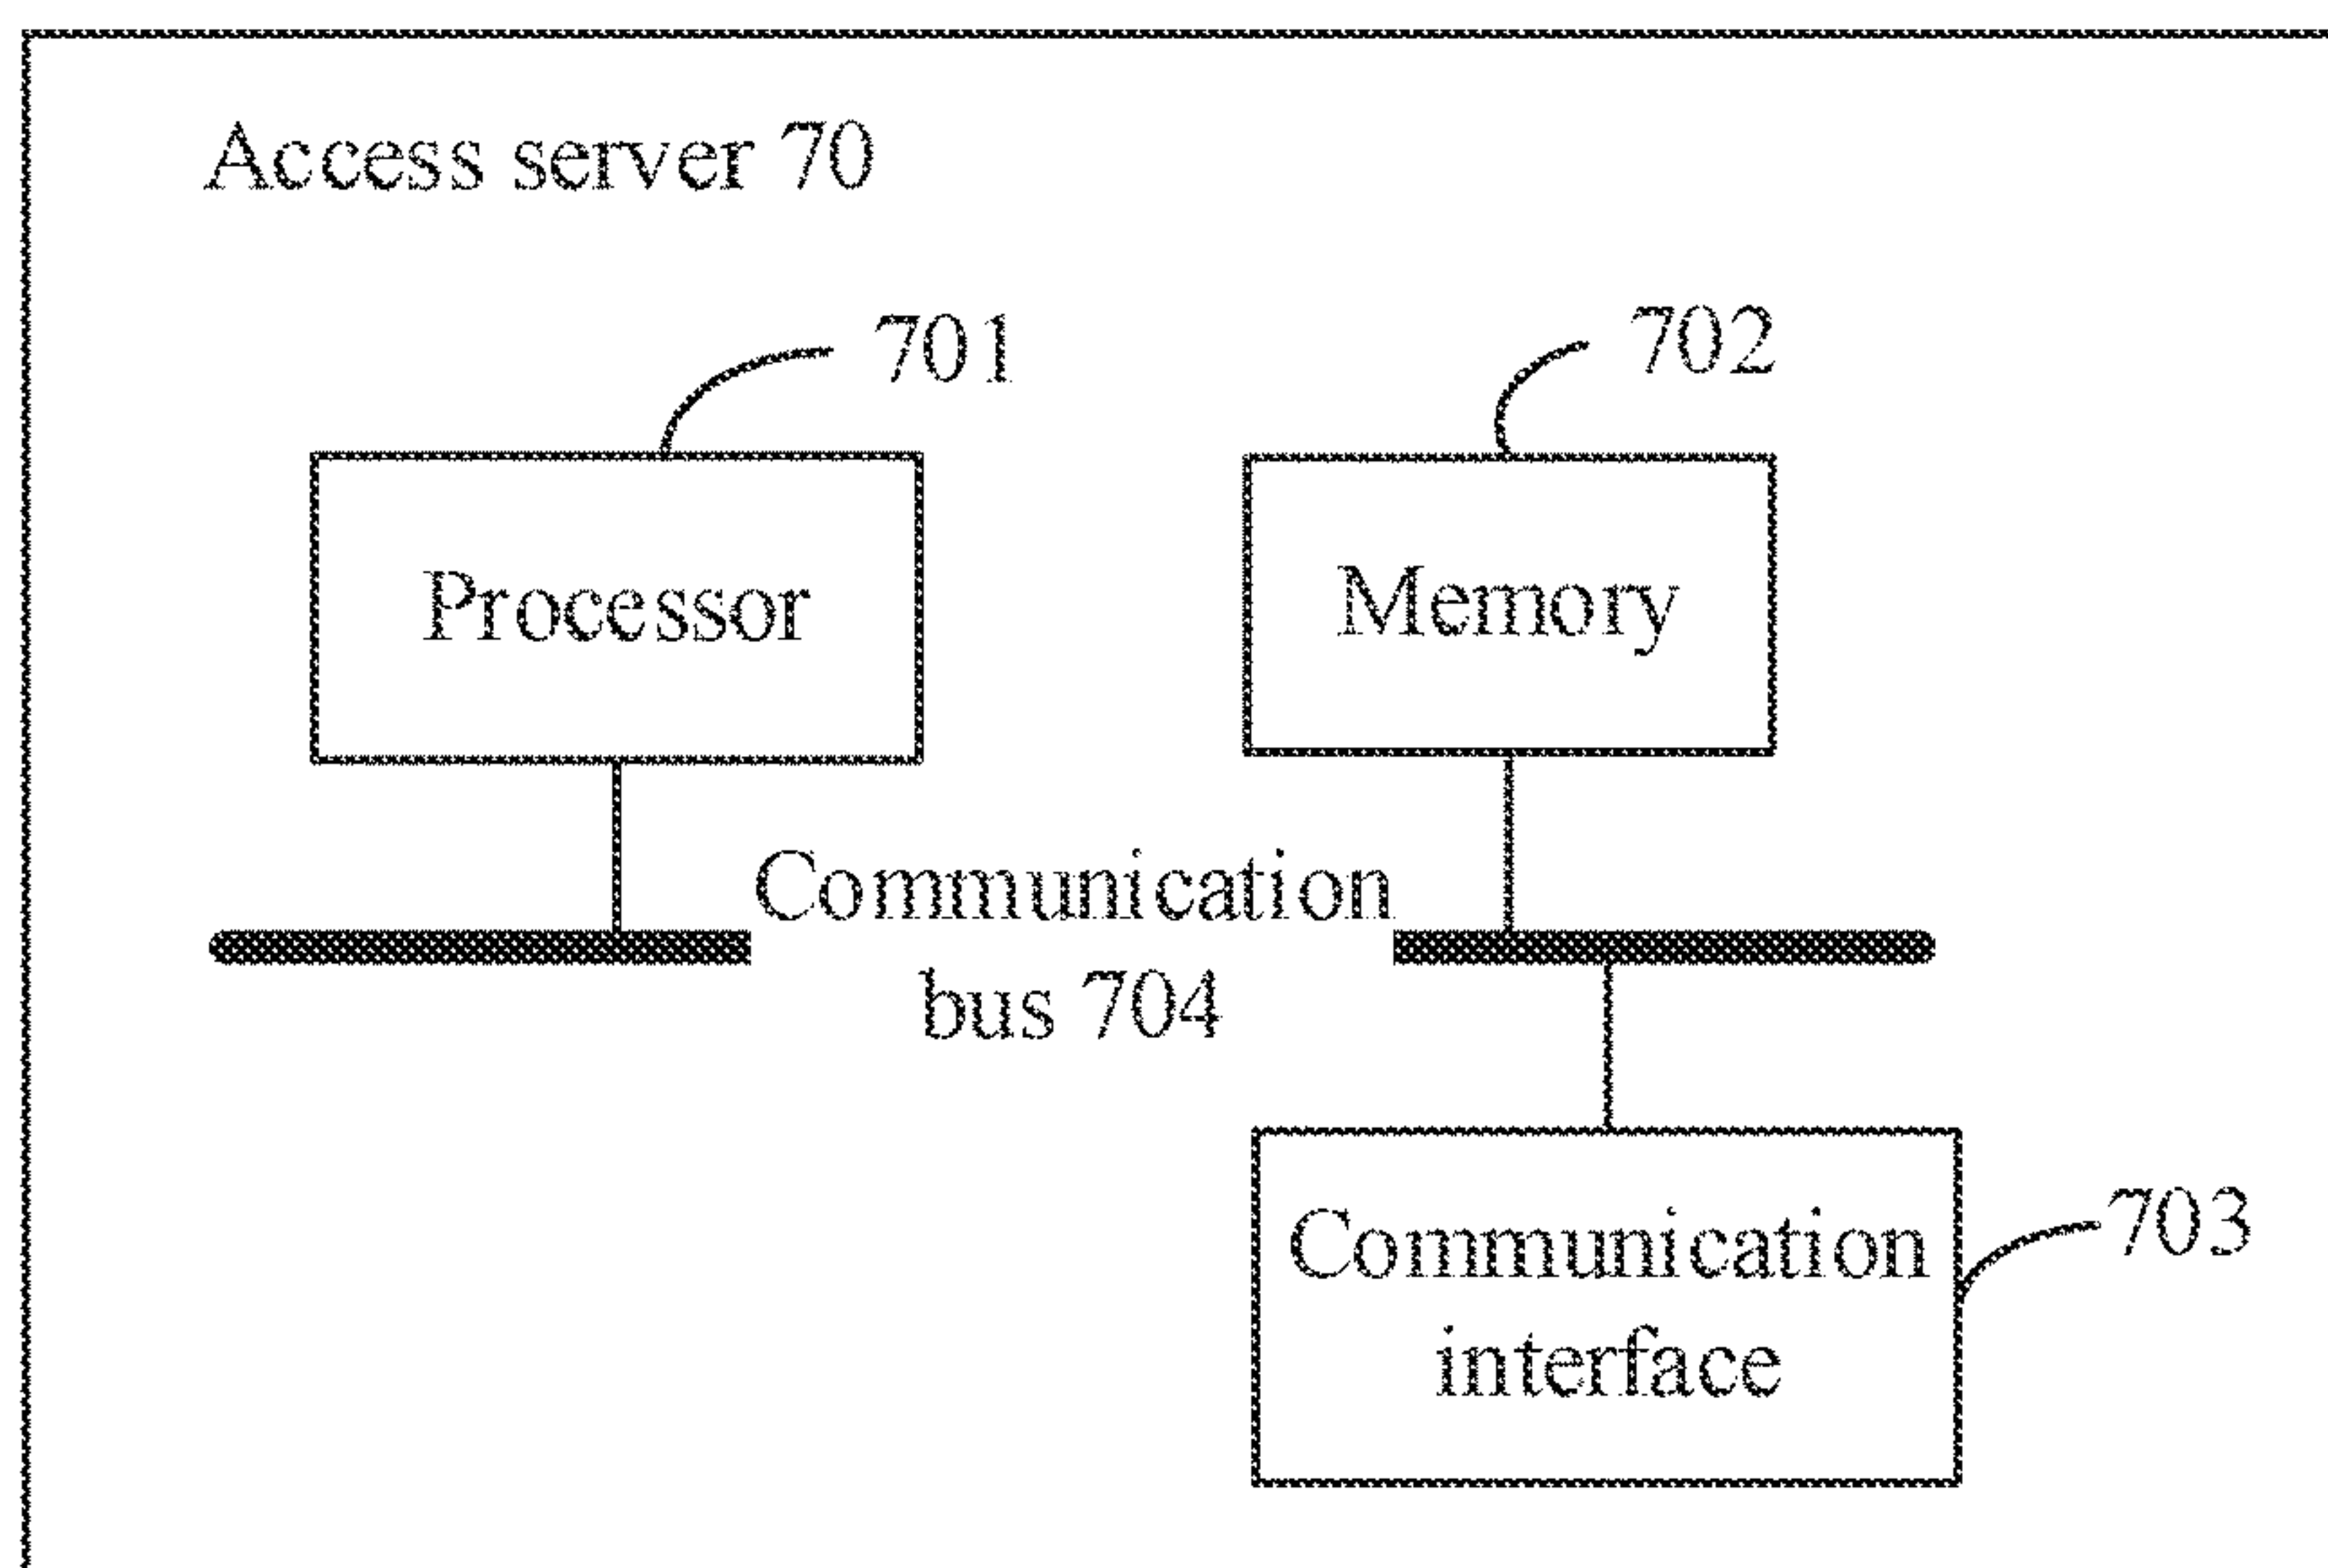 Access server 70
701
702
Processor
Memory
Communication
bus 704
703
Communication
interface